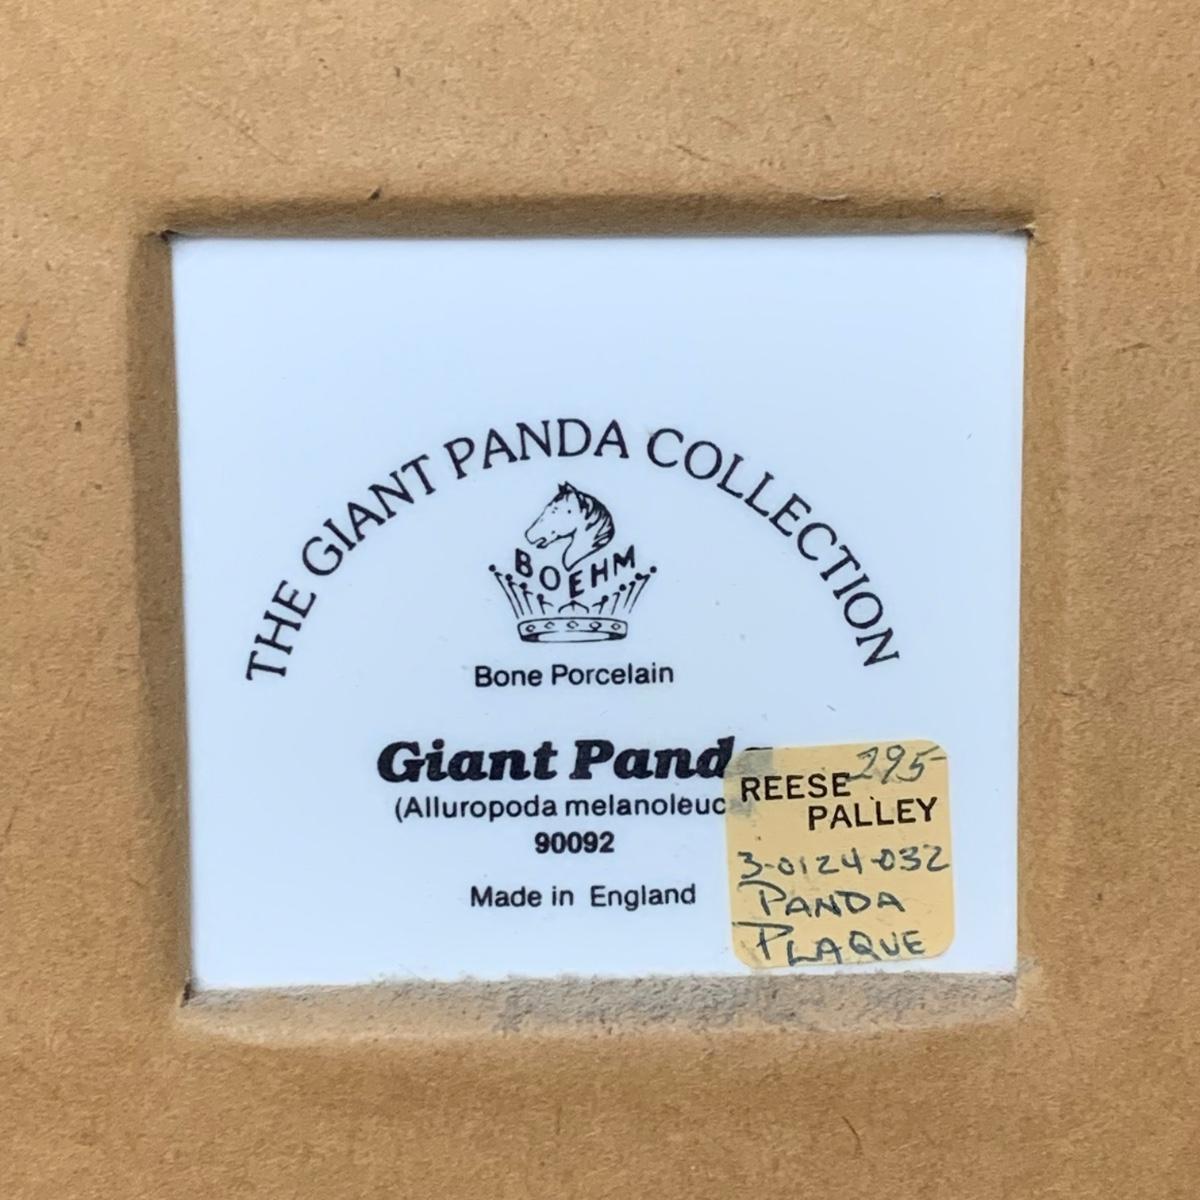 THE GIANT PANDA COLLECTION
BOEHM
Bone Porcelain
Giant Panda
(Alluropoda melanoleuc
90092
Made in England
295-
REESE
PALLEY
3-0124-032
PANDA
PLAQUE